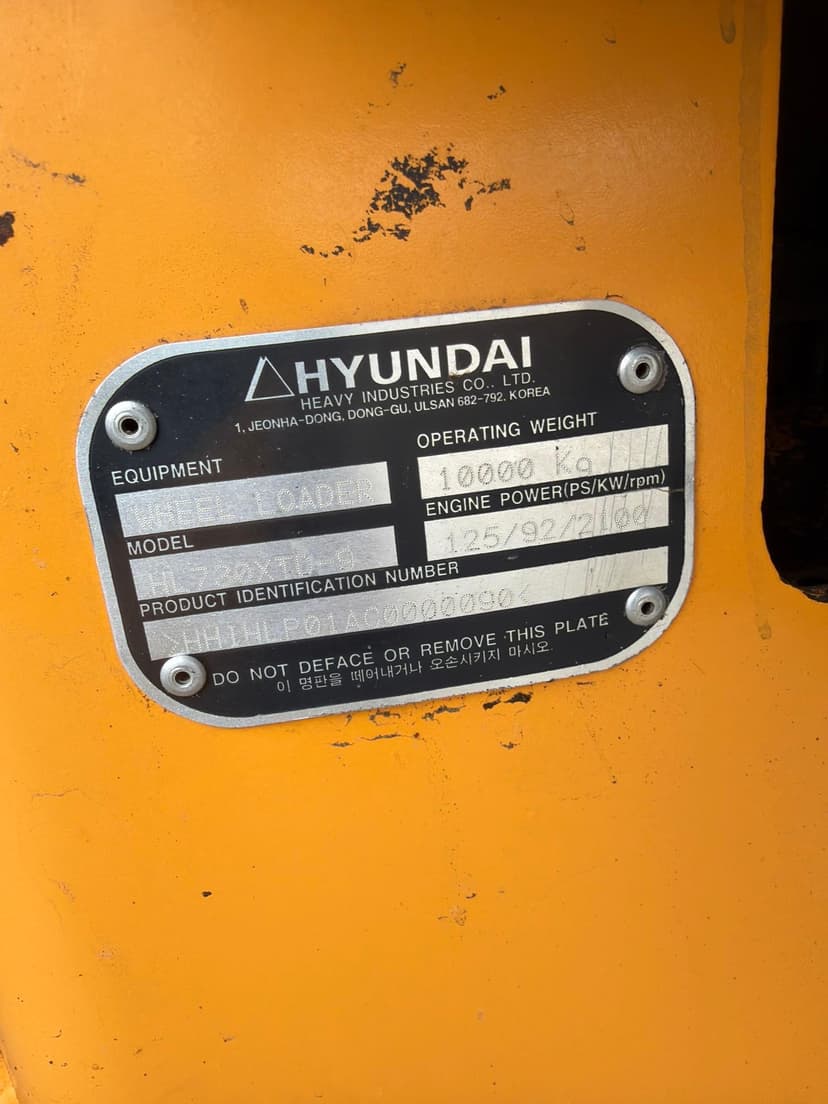 HYUNDAI
HEAVY INDUSTRIES CO., LTD.
1, JEONHA-DONG, DONG-GU, ULSAN 682-792, KOREA
EQUIPMENT
WHEEL LOADER
OPERATING WEIGHT
10000 Kg
MODEL
HL730XTD-9
ENGINE POWER(PS/KW/rpm)
125/92/2100
PRODUCT IDENTIFICATION NUMBER
>HHIHLP01AC0000090<
DO NOT DEFACE OR REMOVE THIS PLATE
이 명판을 떼어내거나 오손시키지 마시오.